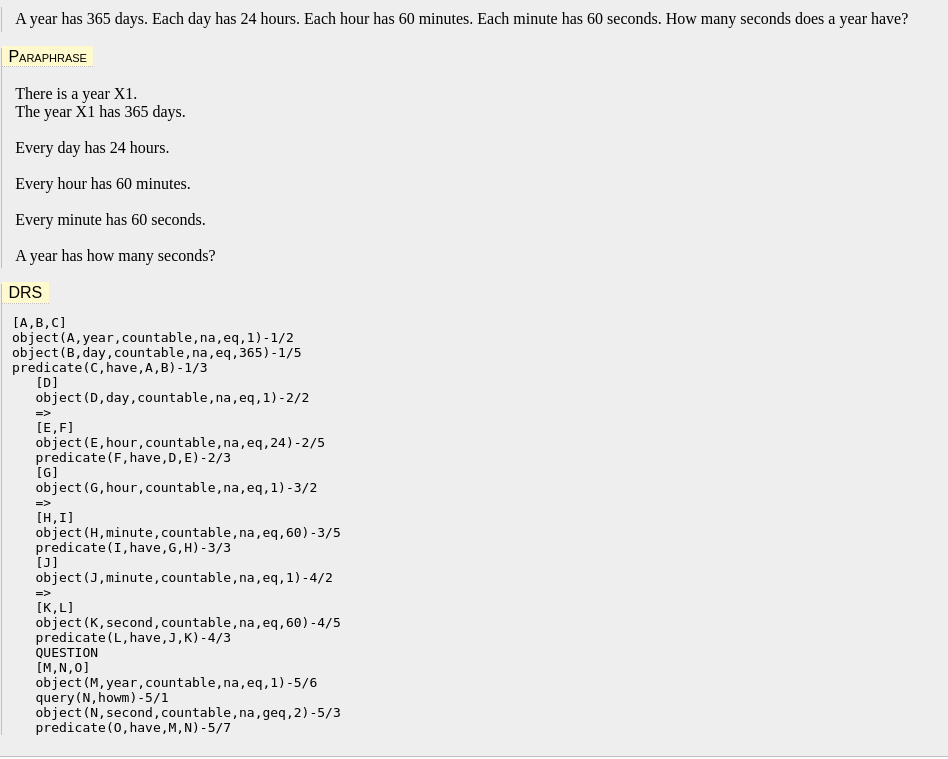 A year has 365 days. Each day has 24 hours. Each hour has 60 minutes. Each minute has 60 seconds. How many seconds does a year have?
PARAPHRASE
There is a year X1.
The year X1 has 365 days.
Every day has 24 hours.
Every hour has 60 minutes.
Every minute has 60 seconds.
A year has how many seconds?
DRS
[A,B,C]
object(A,year,countable,na,eq,1)-1/2
object(B,day,countable,na,eq,365)-1/5
predicate(C,have,A,B)-1/3
   [D]
   object(D,day,countable,na,eq,1)-2/2
   =>
   [E,F]
   object(E,hour,countable,na,eq,24)-2/5
   predicate(F,have,D,E)-2/3
   [G]
   object(G,hour,countable,na,eq,1)-3/2
   =>
   [H,I]
   object(H,minute,countable,na,eq,60)-3/5
   predicate(I,have,G,H)-3/3
   [J]
   object(J,minute,countable,na,eq,1)-4/2
   =>
   [K,L]
   object(K,second,countable,na,eq,60)-4/5
   predicate(L,have,J,K)-4/3
   QUESTION
   [M,N,O]
   object(M,year,countable,na,eq,1)-5/6
   query(N,howm)-5/1
   object(N,second,countable,na,geq,2)-5/3
   predicate(O,have,M,N)-5/7